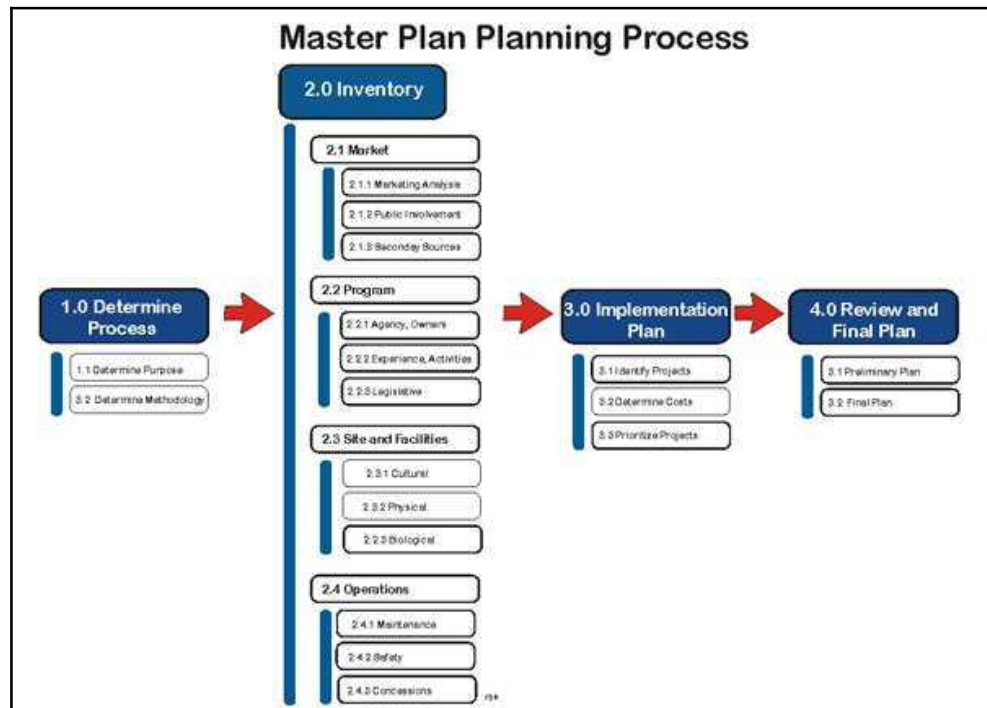 Master Plan Planning Process
2.0 Inventory
2.1 Market
2.1.1 Marketing Analysis
2.1.2 Public Involvement
2.1.3 Seconday Sources
2.2 Program
2.2.1 Agency, Owners
2.2.2 Experience, Activities
2.2.3 Legislative
2.3 Site and Facilities
2.3.1 Cultural
2.3.2 Physical
2.2.3 Biological
2.4 Operations
2.4.1 Maintenance
2.4.2 Safety
2.4.3 Concessions
1.0 Determine
Process
1.1 Determine Purpose
3.2 Determine Methodology
3.0 Implementation
Plan
3.1 Identify Projects
3.2 Determine Costs
3.3 Prioritize Projects
4.0 Review and
Final Plan
3.1 Preliminary Plan
3.2 Final Plan